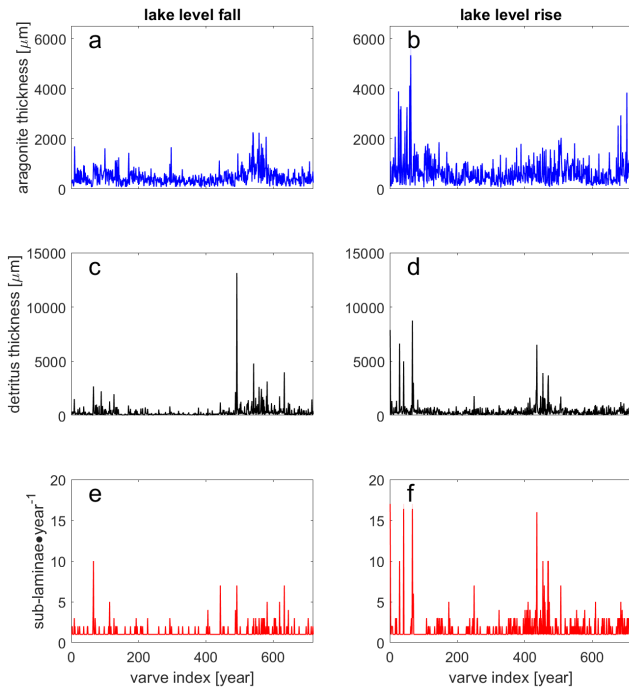 lake level fall
lake level rise
a
b
aragonite thickness [μm]
6000
4000
2000
0
6000
4000
2000
0
c
d
detritus thickness [μm]
15000
10000
5000
0
15000
10000
5000
0
e
f
sub-laminae●year⁻¹
20
15
10
5
0
20
15
10
5
0
0 200 400 600
0 200 400 600
varve index [year]
varve index [year]